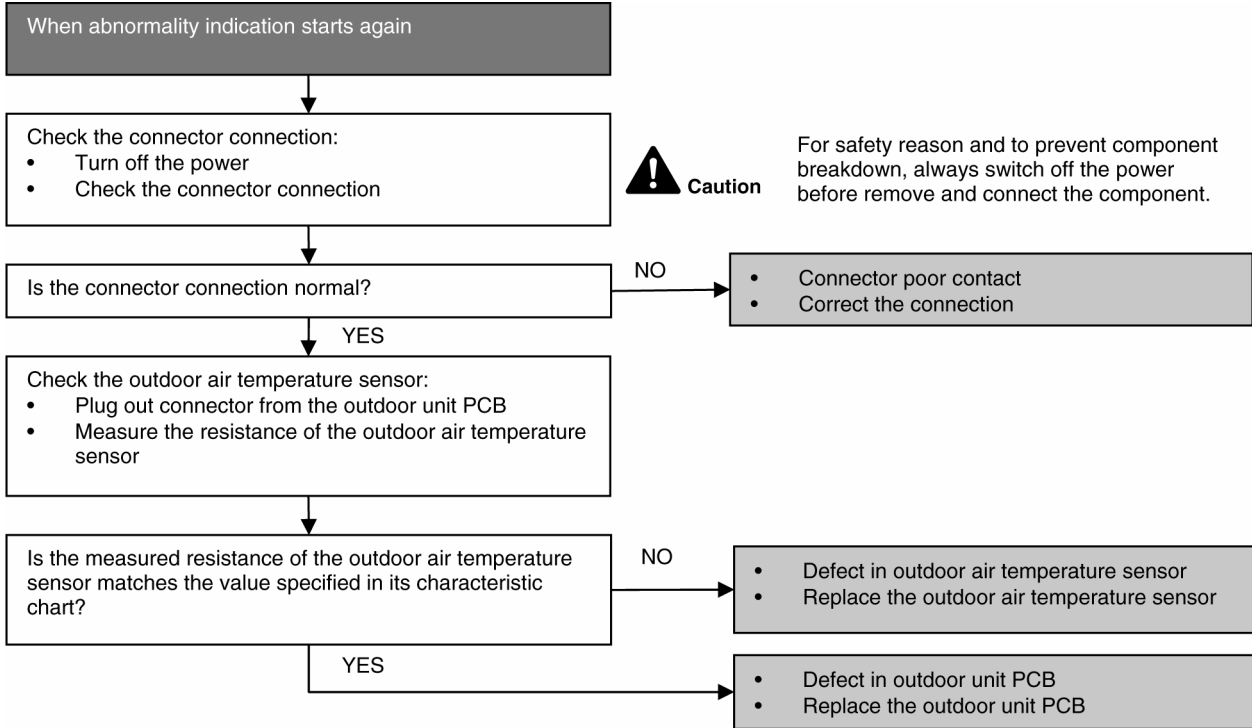 When abnormality indication starts again
Check the connector connection:
• Turn off the power
• Check the connector connection
Caution
For safety reason and to prevent component
breakdown, always switch off the power
before remove and connect the component.
Is the connector connection normal?
NO
• Connector poor contact
• Correct the connection
YES
Check the outdoor air temperature sensor:
• Plug out connector from the outdoor unit PCB
• Measure the resistance of the outdoor air temperature
sensor
Is the measured resistance of the outdoor air temperature
sensor matches the value specified in its characteristic
chart?
NO
• Defect in outdoor air temperature sensor
• Replace the outdoor air temperature sensor
YES
• Defect in outdoor unit PCB
• Replace the outdoor unit PCB